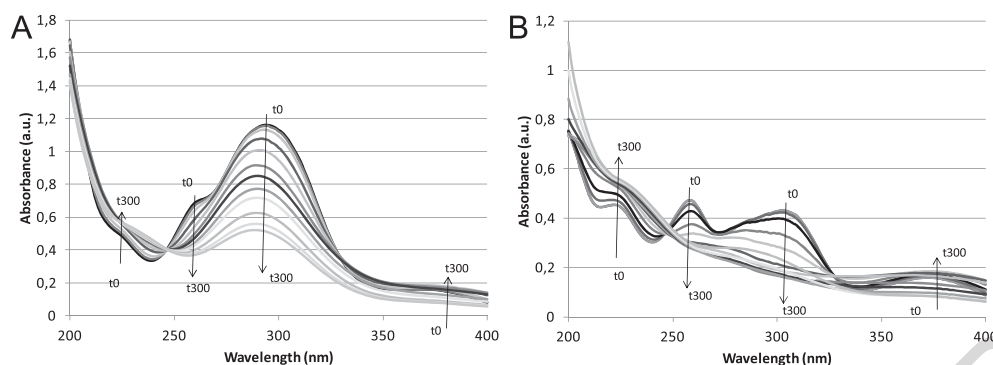 A
Absorbance (a.u.)
1,8
1,6
1,4
1,2
1
0,8
0,6
0,4
0,2
0
t300
t0
t0
t300
t0
t300
t300
t0
200 250 300 350 400
Wavelength (nm)
B
Absorbance (a.u.)
1,2
1
0,8
0,6
0,4
0,2
0
t300
t0
t0
t300
t0
t300
t300
t0
200 250 300 350 400
Wavelength (nm)